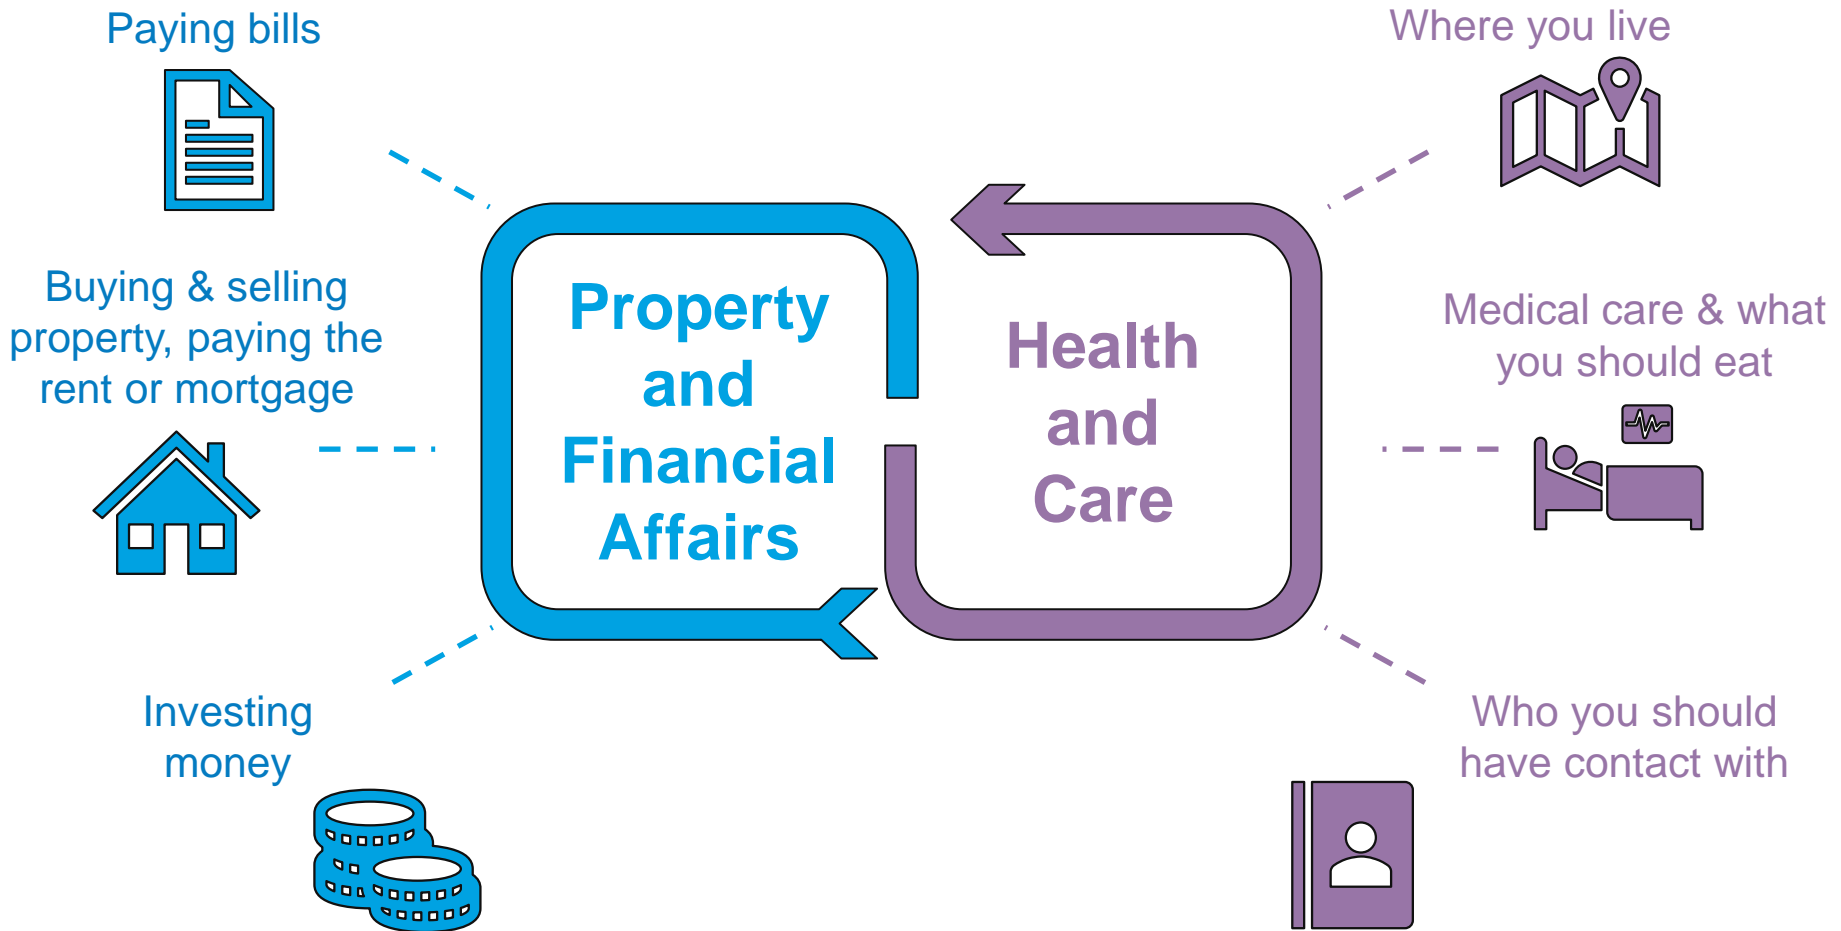 Paying bills
Buying & selling
property, paying the
rent or mortgage
Investing
money
Property
and
Financial
Affairs
Health
and
Care
Where you live
Medical care & what
you should eat
Who you should
have contact with